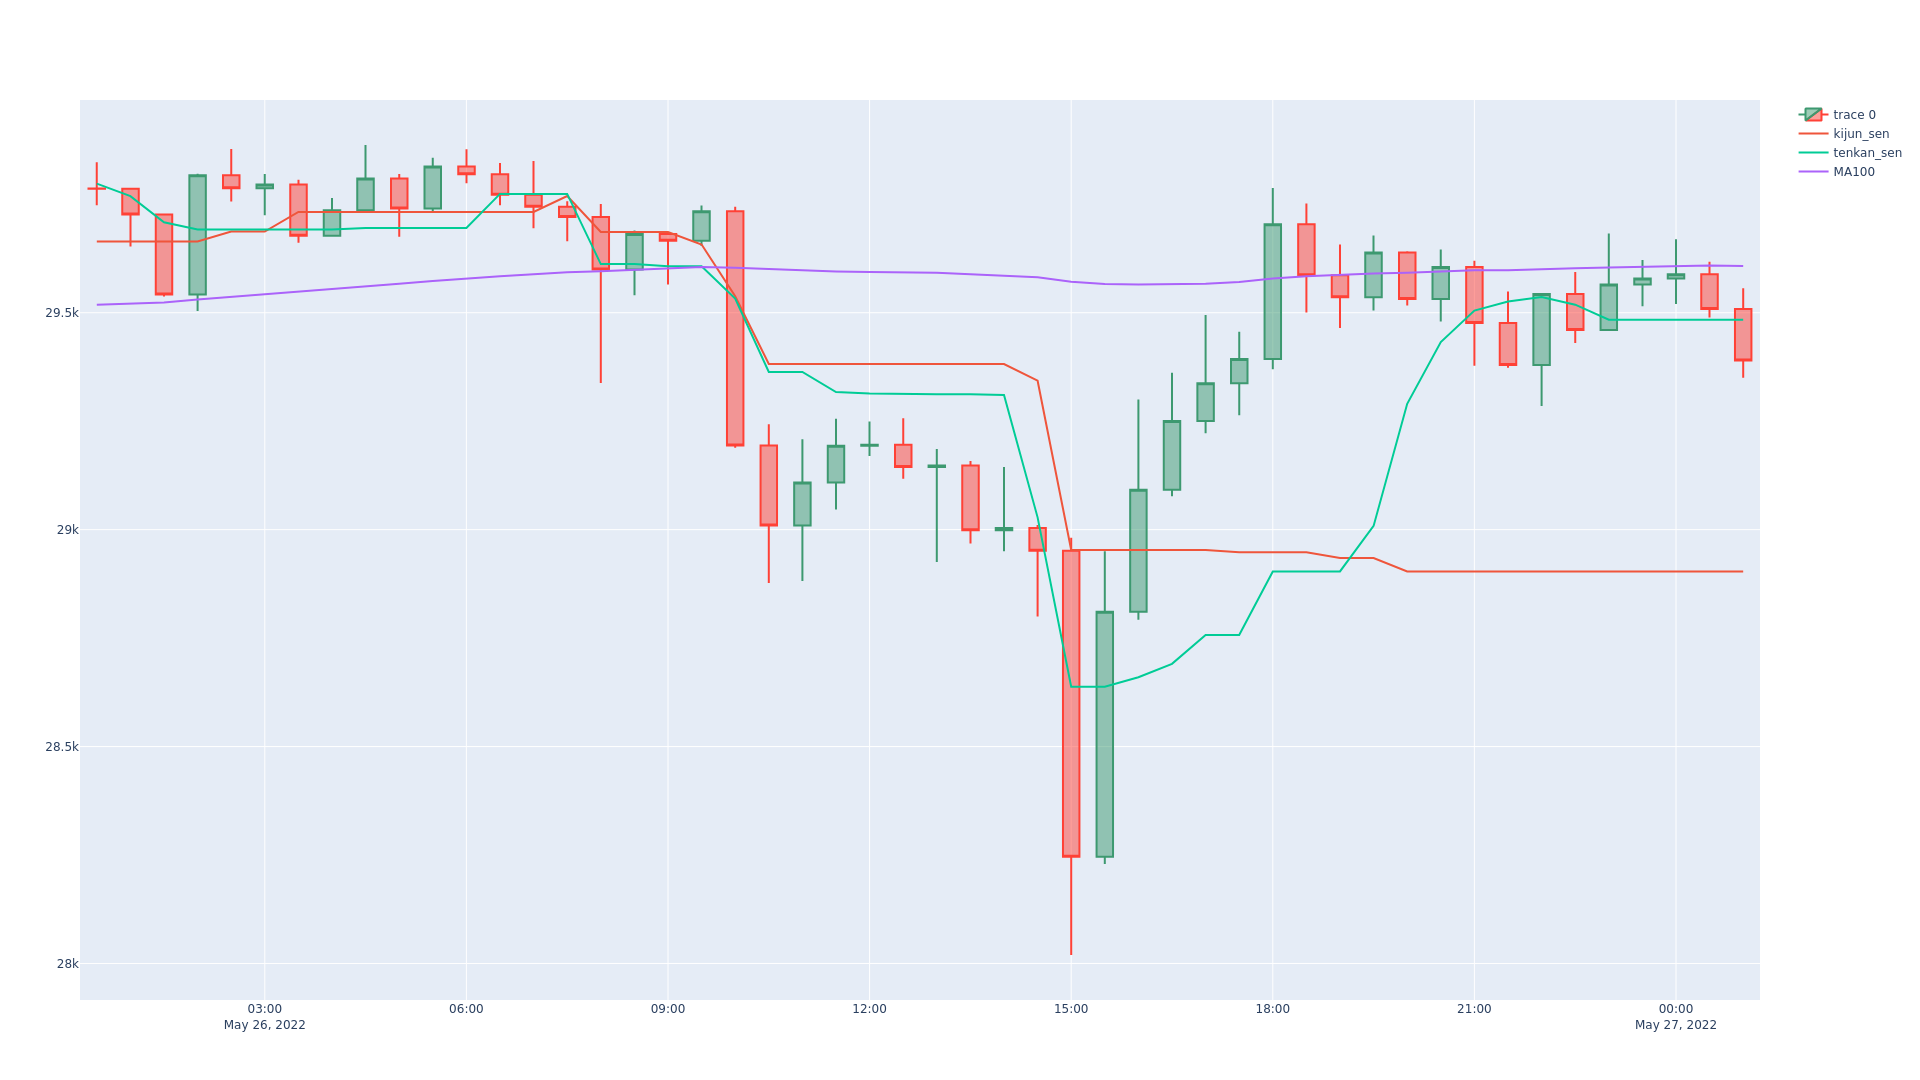 trace 0
kijun_sen
tenkan_sen
MA100
29.5k
29k
28.5k
28k
03:00
May 26, 2022
06:00
09:00
12:00
15:00
18:00
21:00
00:00
May 27, 2022